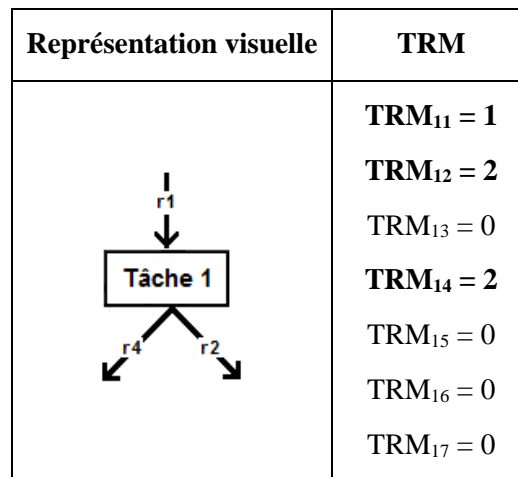 Représentation visuelle TRM
r1
Tâche 1
r4 r2
TRM₁₁ = 1
TRM₁₂ = 2
TRM₁₃ = 0
TRM₁₄ = 2
TRM₁₅ = 0
TRM₁₆ = 0
TRM₁₇ = 0